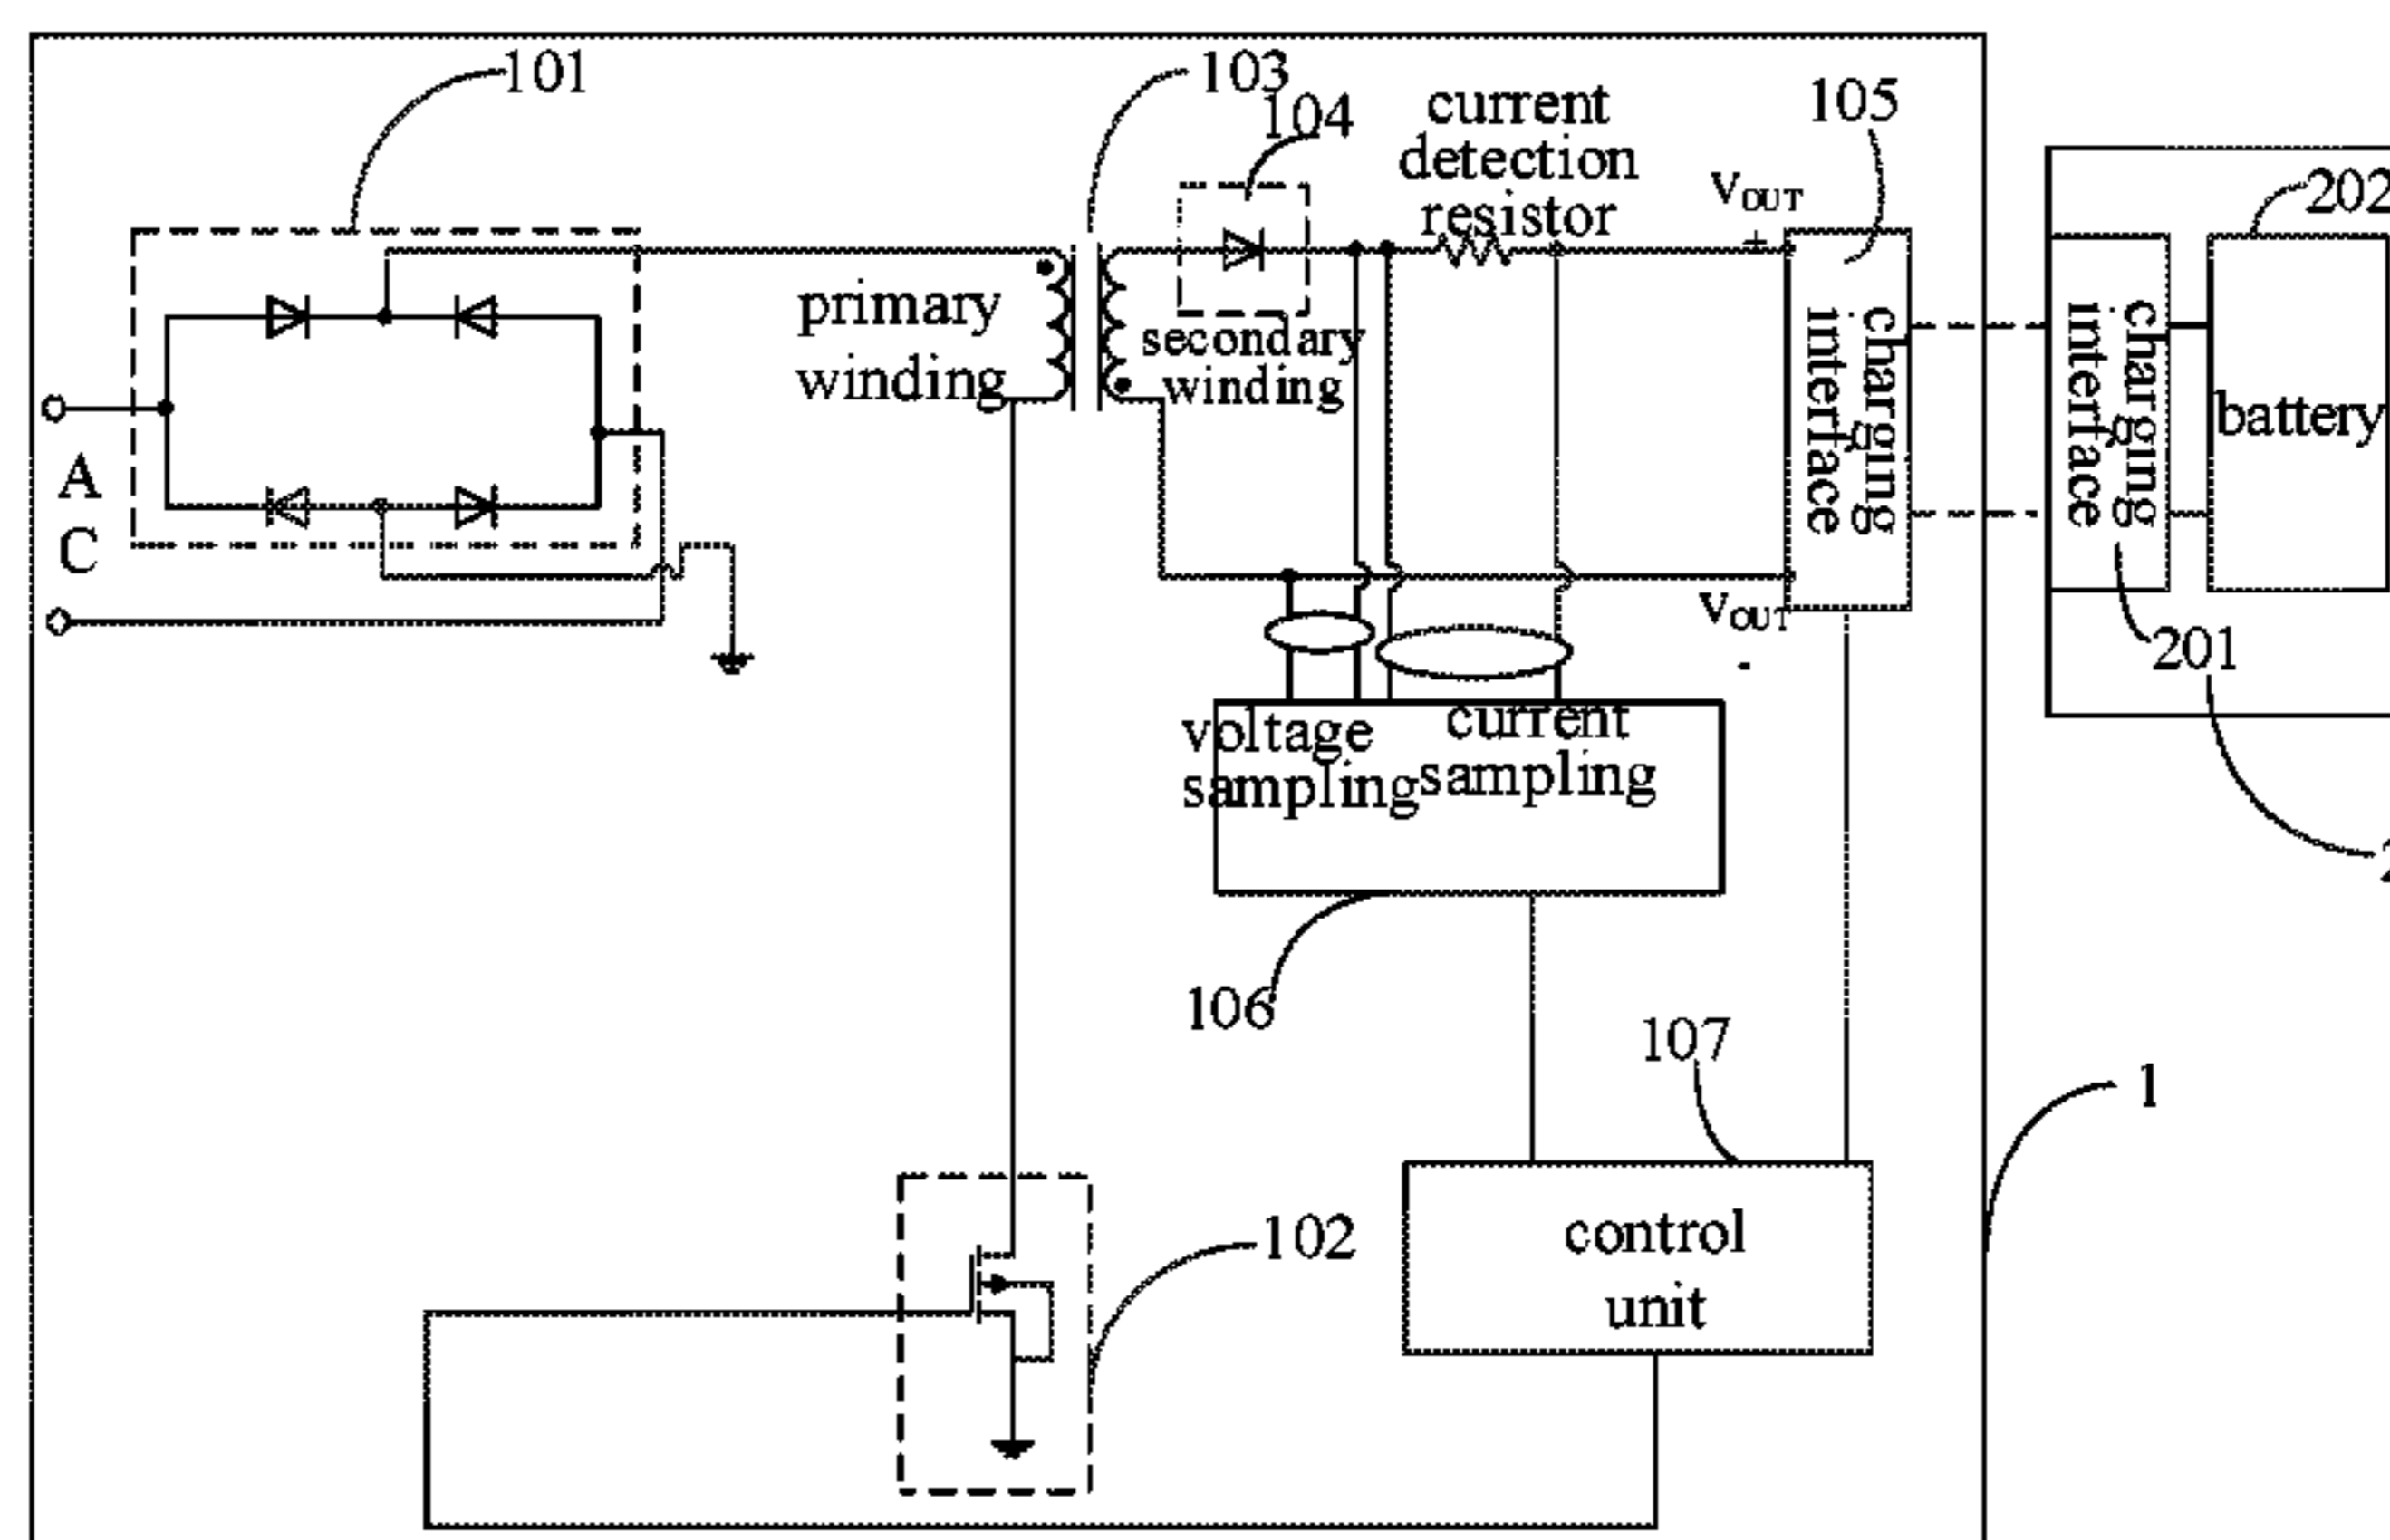 101
103
104
current
detection
resistor
105
VOUT
+
202
primary
winding
secondary
winding
charging
interface
charging
interface
battery
A
C
VOUT
-
201
voltage
sampling
current
sampling
2
106
107
1
102
control
unit